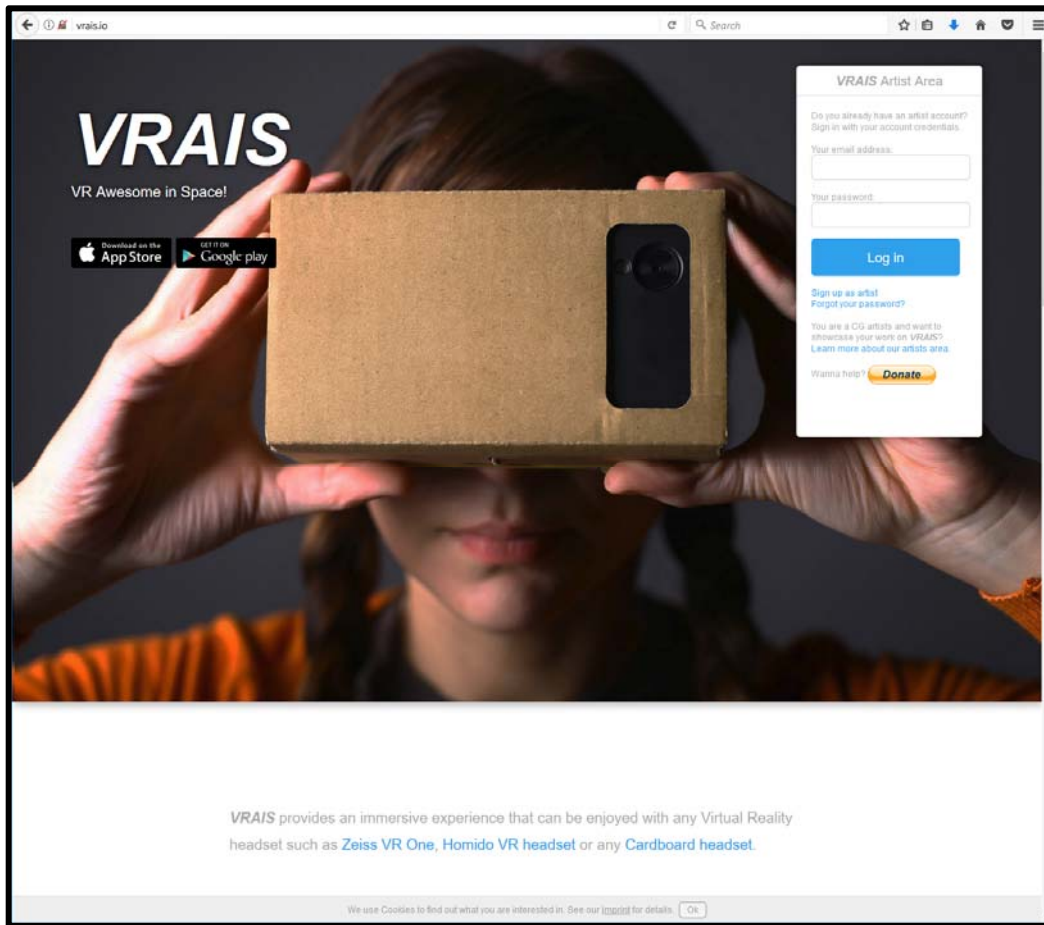 vrais.io
Search
VRAIS
VR Awesome in Space!
Download on the
App Store
GET IT ON
Google play
VRAIS Artist Area
Do you already have an artist account?
Sign in with your account credentials.
Your email address:
Your password:
Log in
Sign up as artist
Forgot your password?
You are a CG artists and want to
showcase your work on VRAIS?
Learn more about our artists area.
Wanna help? Donate
VRAIS provides an immersive experience that can be enjoyed with any Virtual Reality
headset such as Zeiss VR One, Homido VR headset or any Cardboard headset.
We use Cookies to find out what you are interested in. See our Imprint for details. Ok